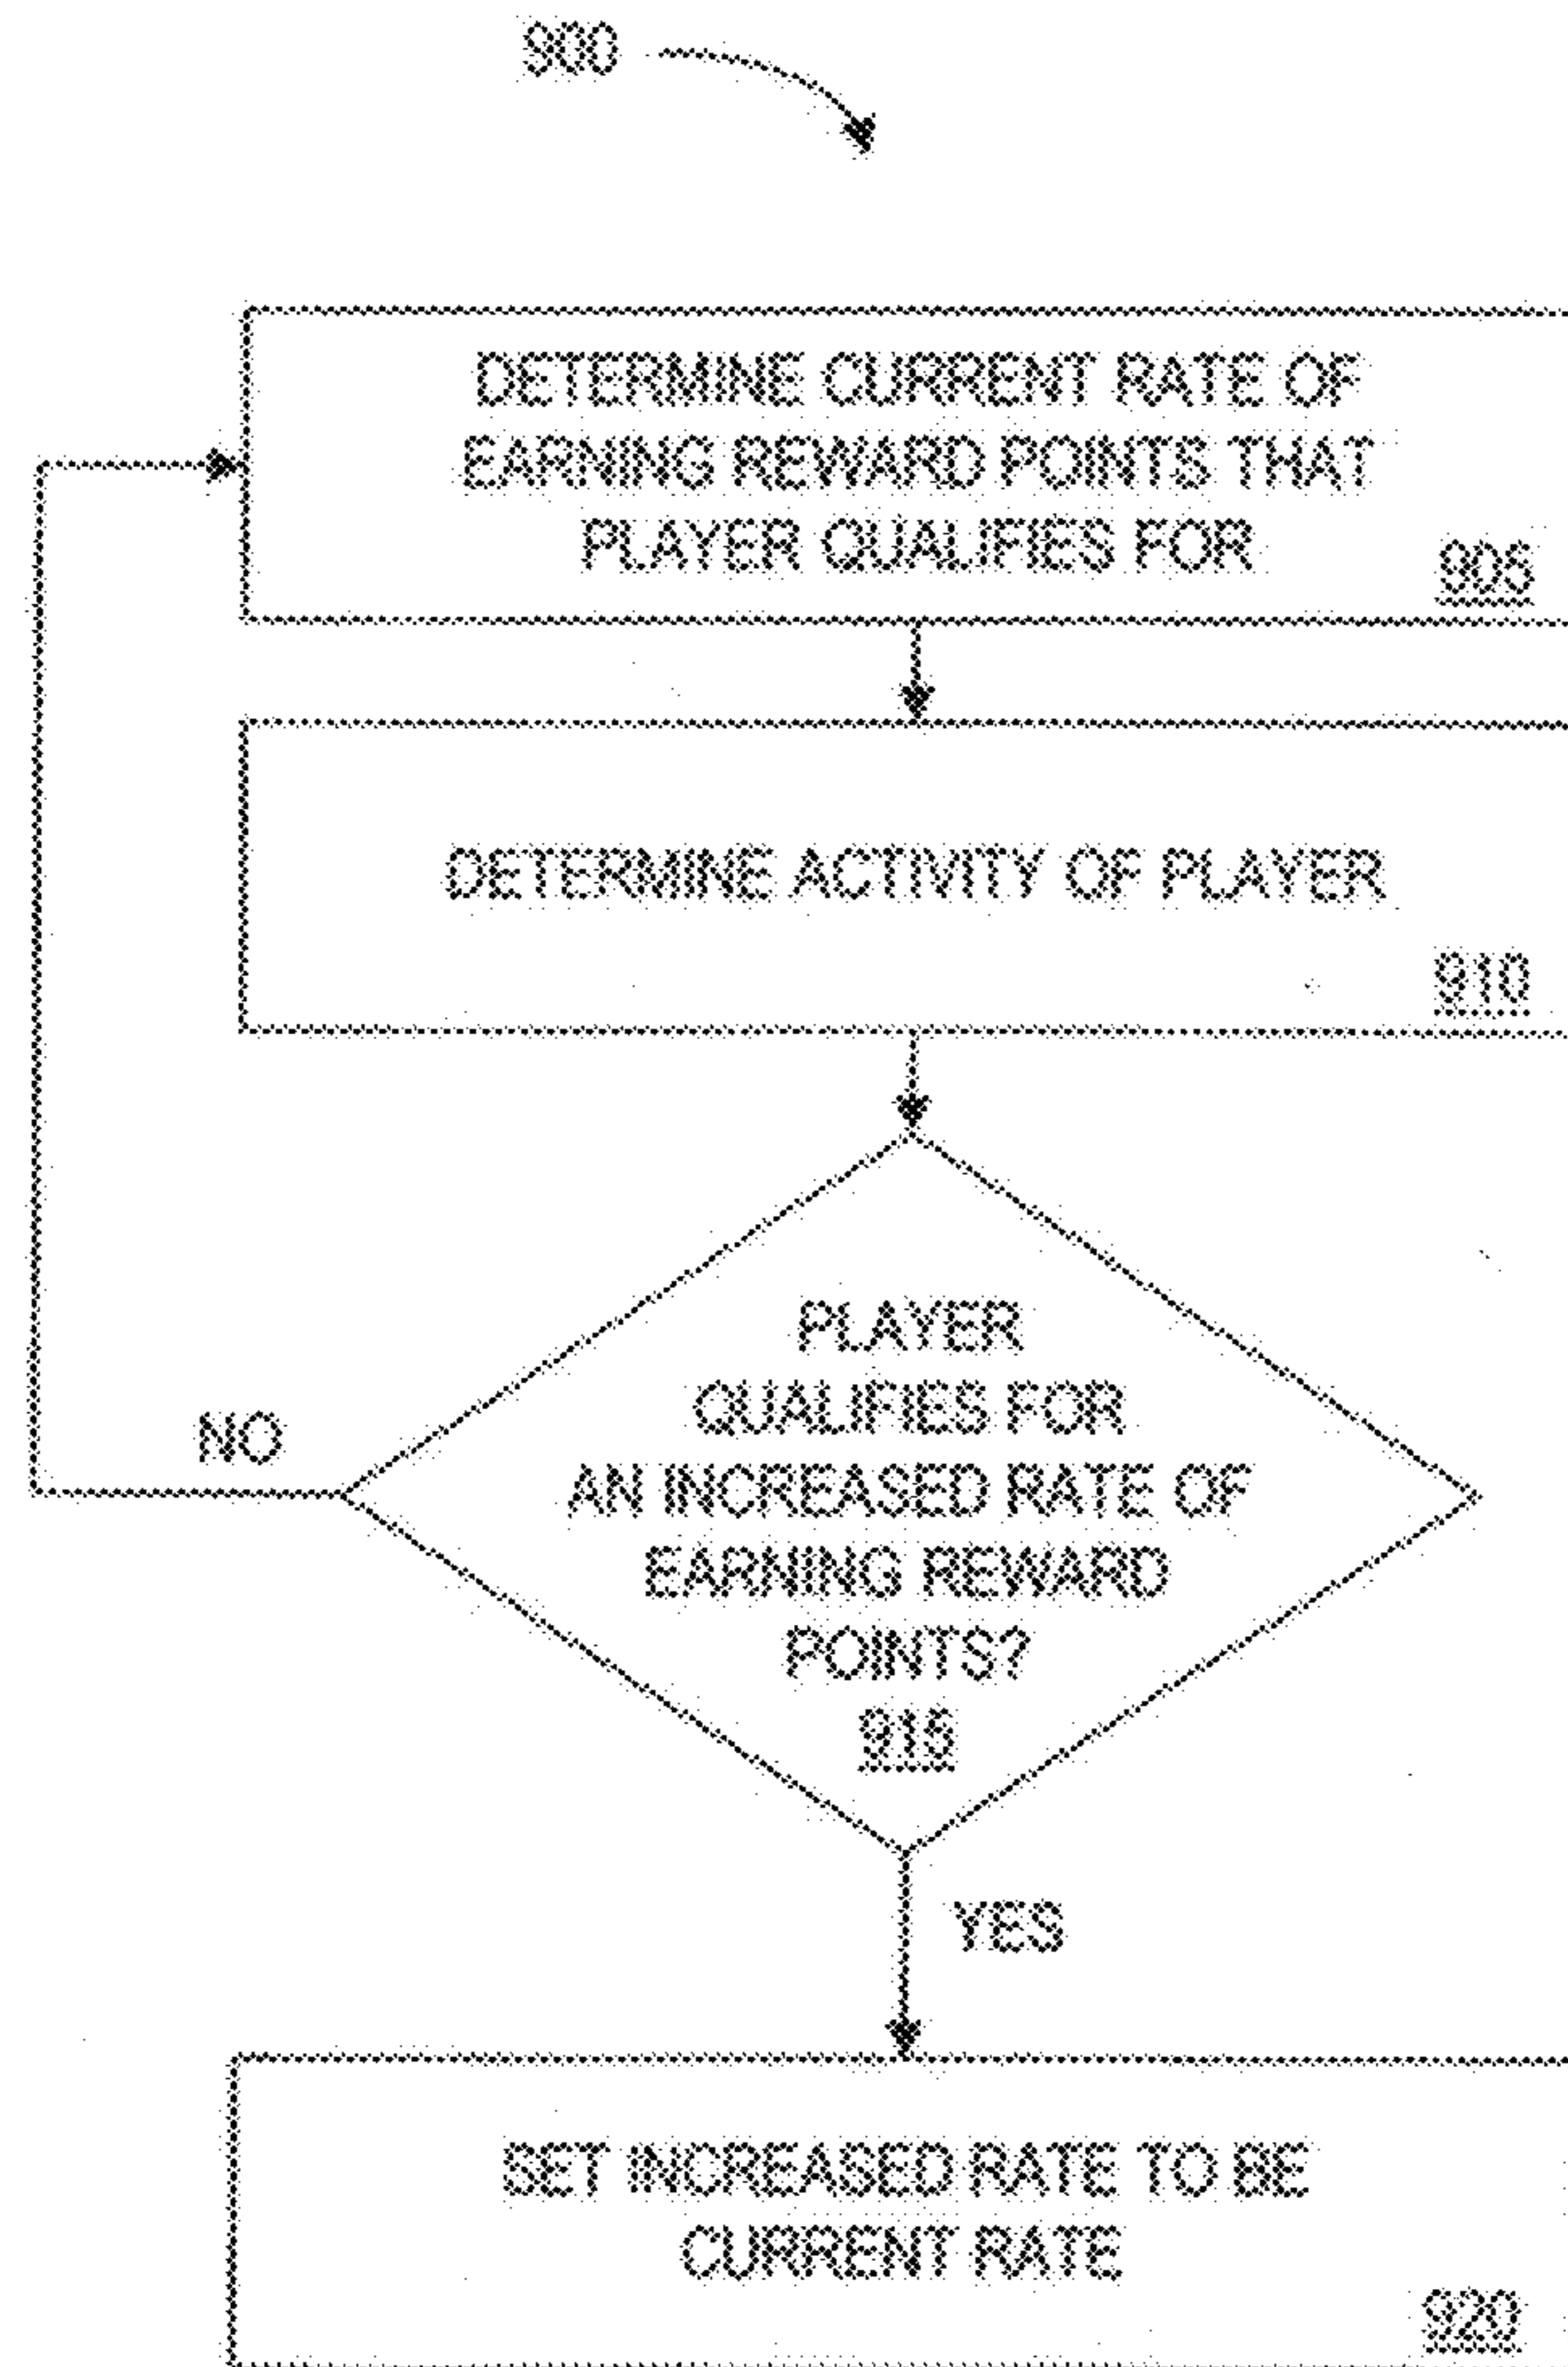 900
DETERMINE CURRENT RATE OF
EARNING REWARD POINTS THAT
PLAYER QUALIFIES FOR
905
DETERMINE ACTIVITY OF PLAYER
910
PLAYER
QUALIFIES FOR
AN INCREASED RATE OF
EARNING REWARD
POINTS?
915
NO
YES
SET INCREASED RATE TO BE
CURRENT RATE
920